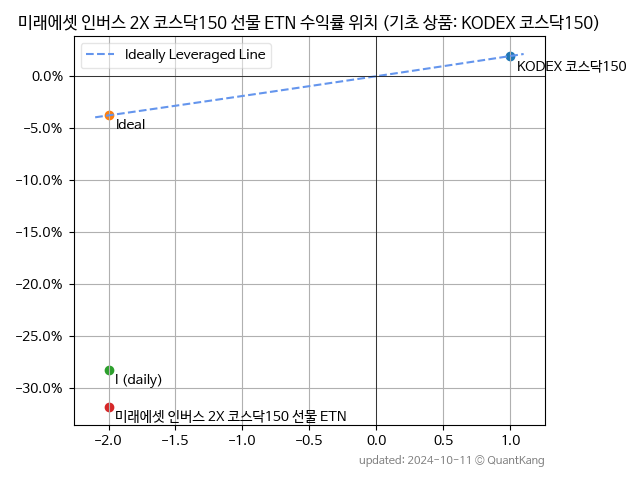 미래에셋 인버스 2X 코스닥150 선물 ETN 수익률 위치 (기초 상품: KODEX 코스닥150)
Ideally Leveraged Line
KODEX 코스닥150
Ideal
I (daily)
미래에셋 인버스 2X 코스닥150 선물 ETN
0.0%
−5.0%
−10.0%
−15.0%
−20.0%
−25.0%
−30.0%
−2.0 −1.5 −1.0 −0.5 0.0 0.5 1.0
updated: 2024-10-11 © QuantKang